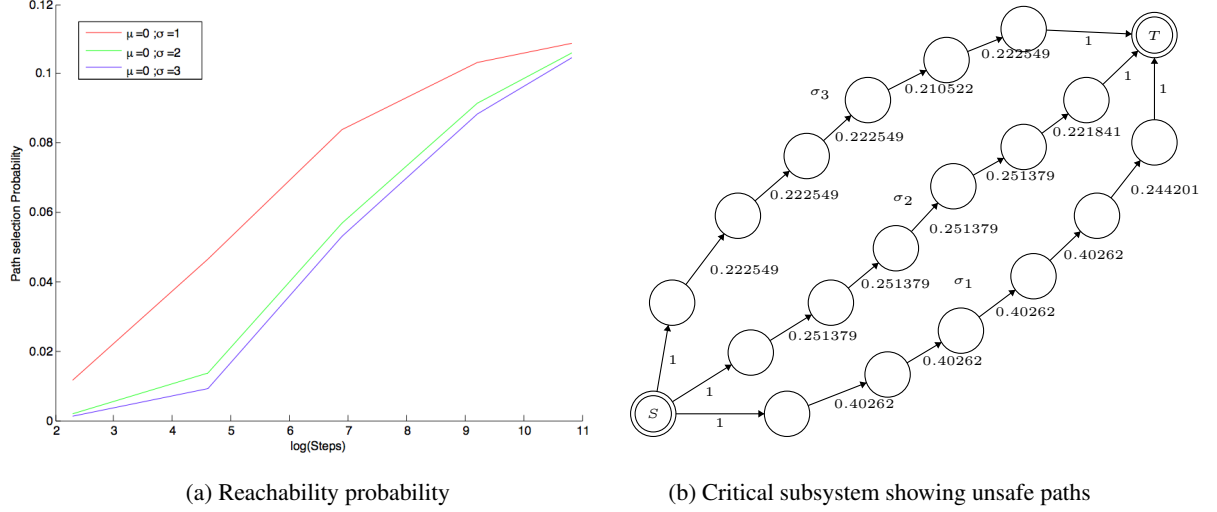 0.12
0.1
0.08
0.06
0.04
0.02
0
Path selection Probability
μ=0 ;σ=1
μ=0 ;σ=2
μ=0 ;σ=3
2 3 4 5 6 7 8 9 10 11
log(Steps)
(a) Reachability probability
T
1
0.222549
0.210522
σ3
0.222549
0.222549
0.222549
1
1
0.221841
0.251379
σ2
0.251379
0.251379
0.251379
1
1
0.244201
0.40262
σ1
0.40262
0.40262
0.40262
1
S
(b) Critical subsystem showing unsafe paths